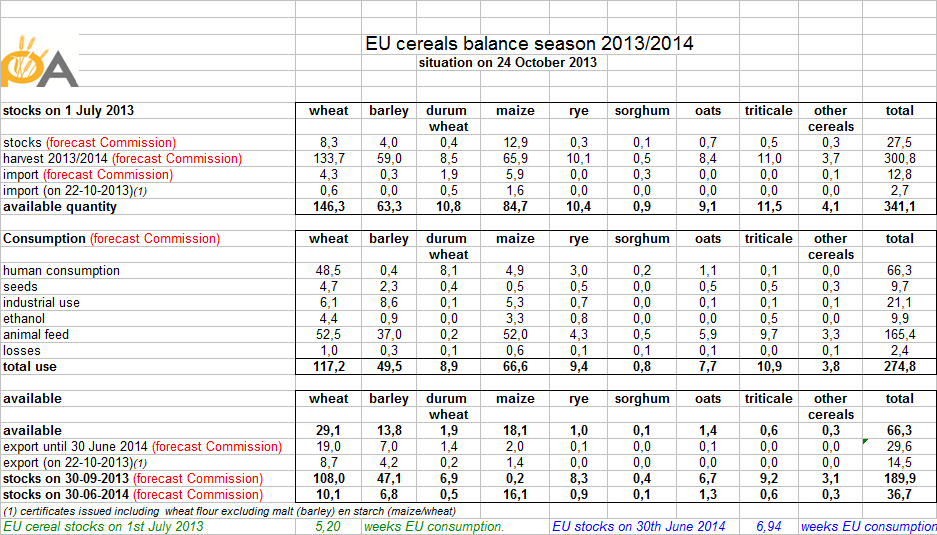 pA
EU cereals balance season 2013/2014
situation on 24 October 2013
stocks on 1 July 2013 wheat barley durum wheat maize rye sorghum oats triticale other cereals total
stocks (forecast Commission) 8,3 4,0 0,4 12,9 0,3 0,1 0,7 0,5 0,3 27,5
harvest 2013/2014 (forecast Commission) 133,7 59,0 8,5 65,9 10,1 0,5 8,4 11,0 3,7 300,8
import (forecast Commission) 4,3 0,3 1,9 5,9 0,0 0,3 0,0 0,0 0,1 12,8
import (on 22-10-2013)(1) 0,6 0,0 0,5 1,6 0,0 0,0 0,0 0,0 0,0 2,7
available quantity 146,3 63,3 10,8 84,7 10,4 0,9 9,1 11,5 4,1 341,1
Consumption (forecast Commission) wheat barley durum wheat maize rye sorghum oats triticale other cereals total
human consumption 48,5 0,4 8,1 4,9 3,0 0,2 1,1 0,1 0,0 66,3
seeds 4,7 2,3 0,4 0,5 0,5 0,0 0,5 0,5 0,3 9,7
industrial use 6,1 8,6 0,1 5,3 0,7 0,0 0,1 0,1 0,1 21,1
ethanol 4,4 0,9 0,0 3,3 0,8 0,0 0,0 0,5 0,0 9,9
animal feed 52,5 37,0 0,2 52,0 4,3 0,5 5,9 9,7 3,3 165,4
losses 1,0 0,3 0,1 0,6 0,1 0,1 0,1 0,0 0,1 2,4
total use 117,2 49,5 8,9 66,6 9,4 0,8 7,7 10,9 3,8 274,8
available wheat barley durum wheat maize rye sorghum oats triticale other cereals total
available 29,1 13,8 1,9 18,1 1,0 0,1 1,4 0,6 0,3 66,3
export until 30 June 2014 (forecast Commission) 19,0 7,0 1,4 2,0 0,1 0,0 0,1 0,0 0,0 29,6
export (on 22-10-2013)(1) 8,7 4,2 0,2 1,4 0,0 0,0 0,0 0,0 0,0 14,5
stocks on 30-09-2013 (forecast Commission) 108,0 47,1 6,9 0,2 8,3 0,4 6,7 9,2 3,1 189,9
stocks on 30-06-2014 (forecast Commission) 10,1 6,8 0,5 16,1 0,9 0,1 1,3 0,6 0,3 36,7
(1) certificates issued including wheat flour excluding malt (barley) en starch (maize/wheat)
EU cereal stocks on 1st July 2013 5,20 weeks EU consumption. EU stocks on 30th June 2014 6,94 weeks EU consumption